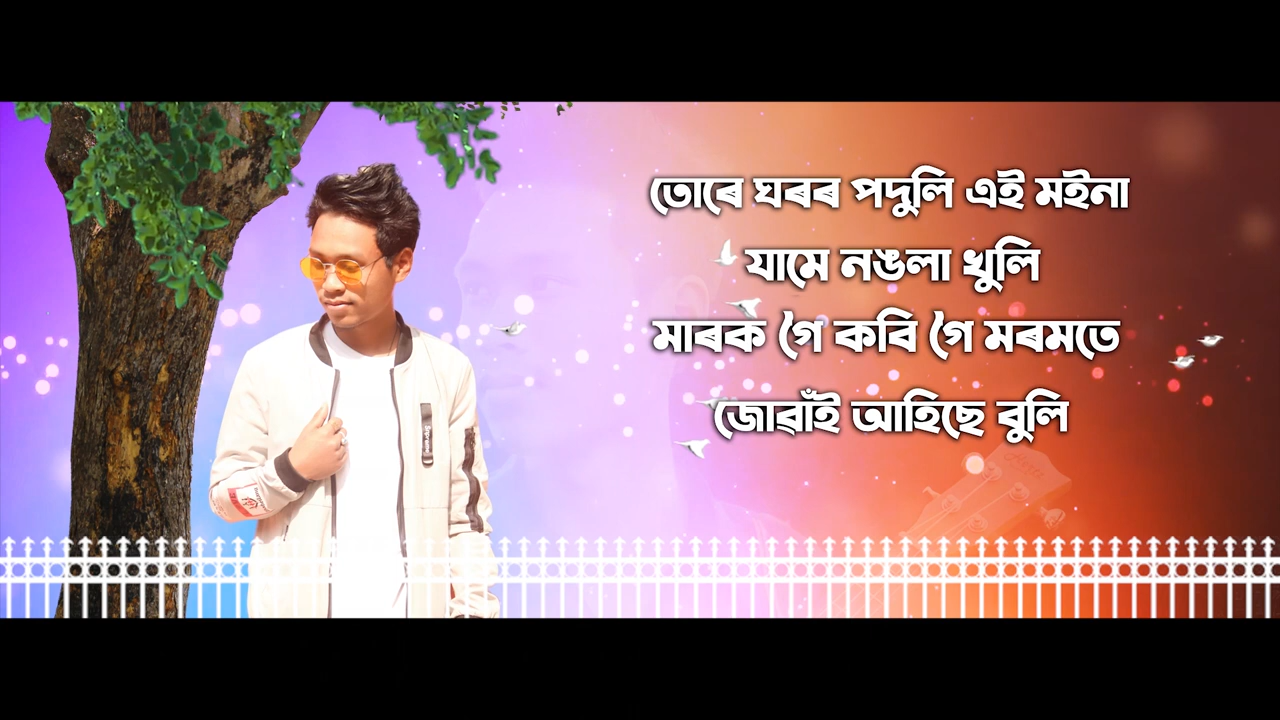 তোৰে ঘৰৰ পদুলি এই মইনা
যামে নঙলা খুলি
মাৰক গৈ কবি গৈ মৰমতে
জোৱাঁই আহিছে বুলি